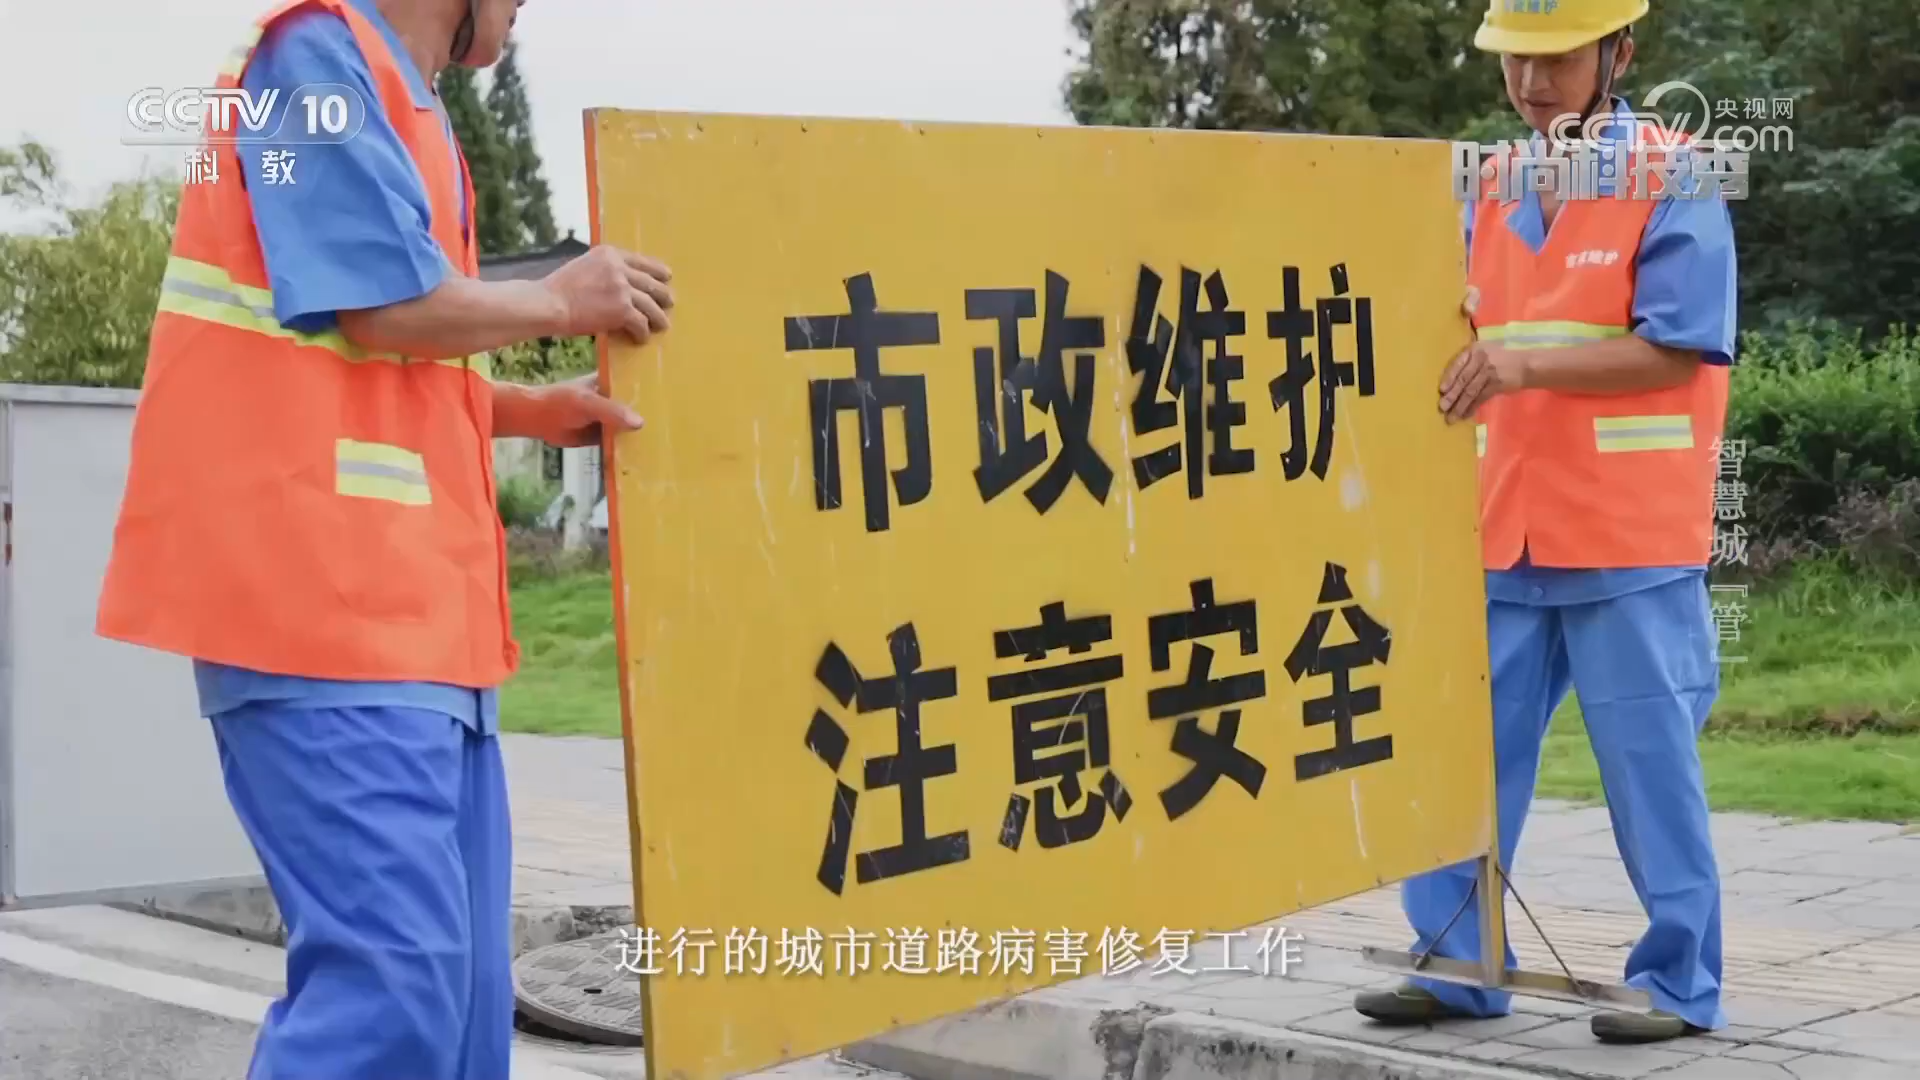 CCTV 10
科教
央视网
CCTV.com
时尚科技秀
市政维护
注意安全
智慧城『管』
进行的城市道路病害修复工作